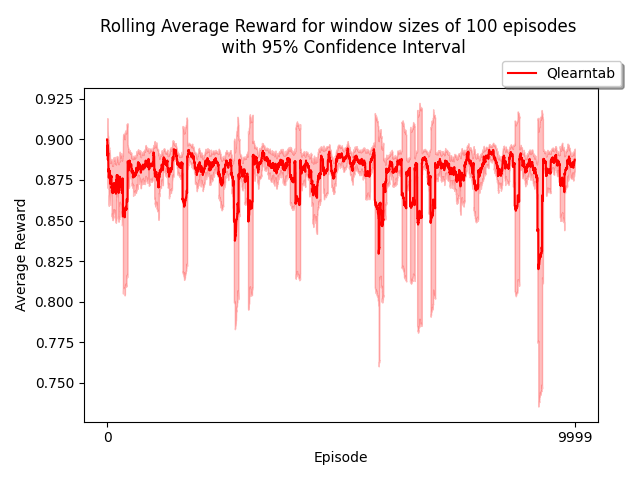 Rolling Average Reward for window sizes of 100 episodes
with 95% Confidence Interval
Qlearntab
0.925
0.900
0.875
0.850
0.825
0.800
0.775
0.750
Average Reward
0
9999
Episode